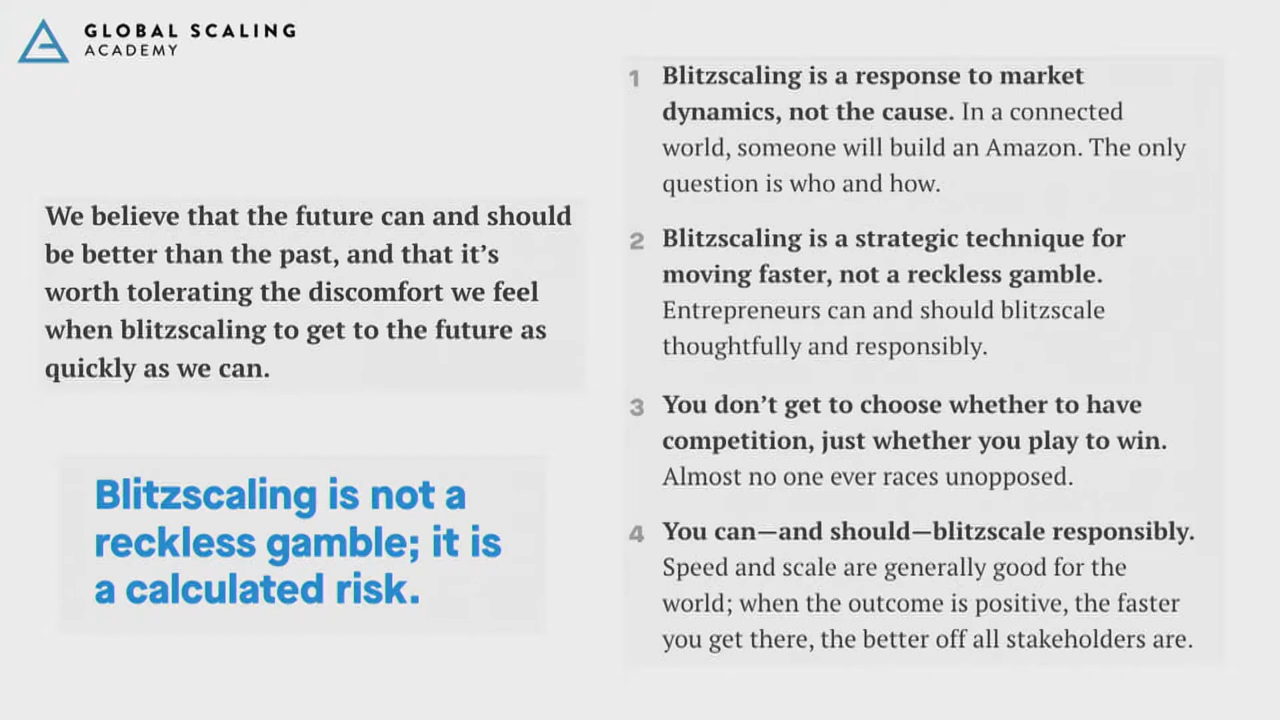 GLOBAL SCALING
ACADEMY
We believe that the future can and should
be better than the past, and that it’s
worth tolerating the discomfort we feel
when blitzscaling to get to the future as
quickly as we can.
Blitzscaling is not a
reckless gamble; it is
a calculated risk.
1 Blitzscaling is a response to market
dynamics, not the cause. In a connected
world, someone will build an Amazon. The only
question is who and how.
2 Blitzscaling is a strategic technique for
moving faster, not a reckless gamble.
Entrepreneurs can and should blitzscale
thoughtfully and responsibly.
3 You don’t get to choose whether to have
competition, just whether you play to win.
Almost no one ever races unopposed.
4 You can—and should—blitzscale responsibly.
Speed and scale are generally good for the
world; when the outcome is positive, the faster
you get there, the better off all stakeholders are.